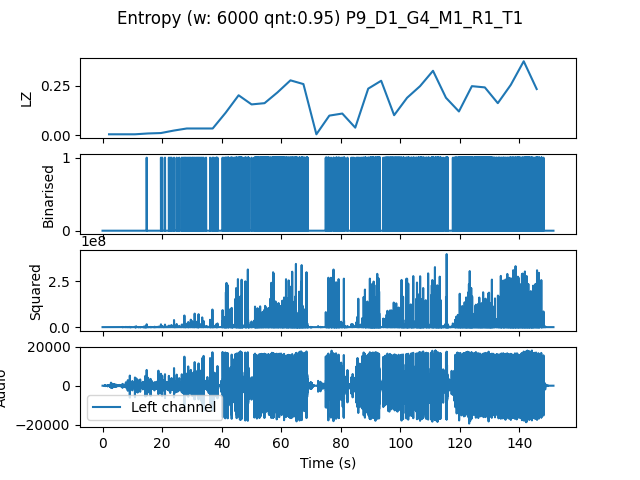 Entropy (w: 6000 qnt:0.95) P9_D1_G4_M1_R1_T1
LZ
0.25
0.00
Binarised
1
0
1e8
Squared
2.5
0.0
Audio
20000
0
−20000
Left channel
0 20 40 60 80 100 120 140
Time (s)